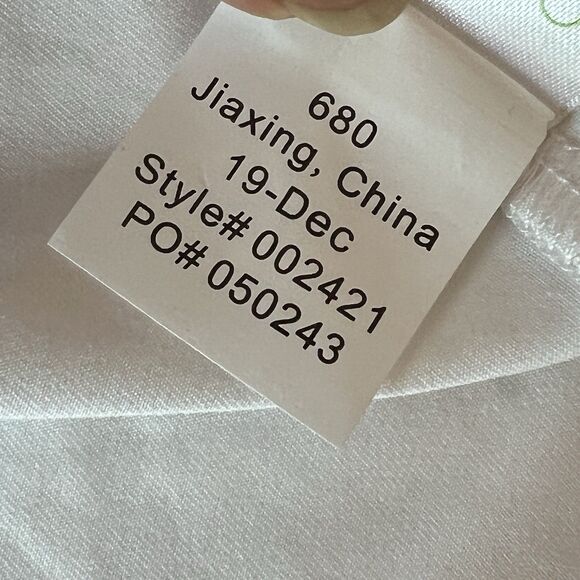 680
Jiaxing, China
19-Dec
Style# 002421
PO# 050243